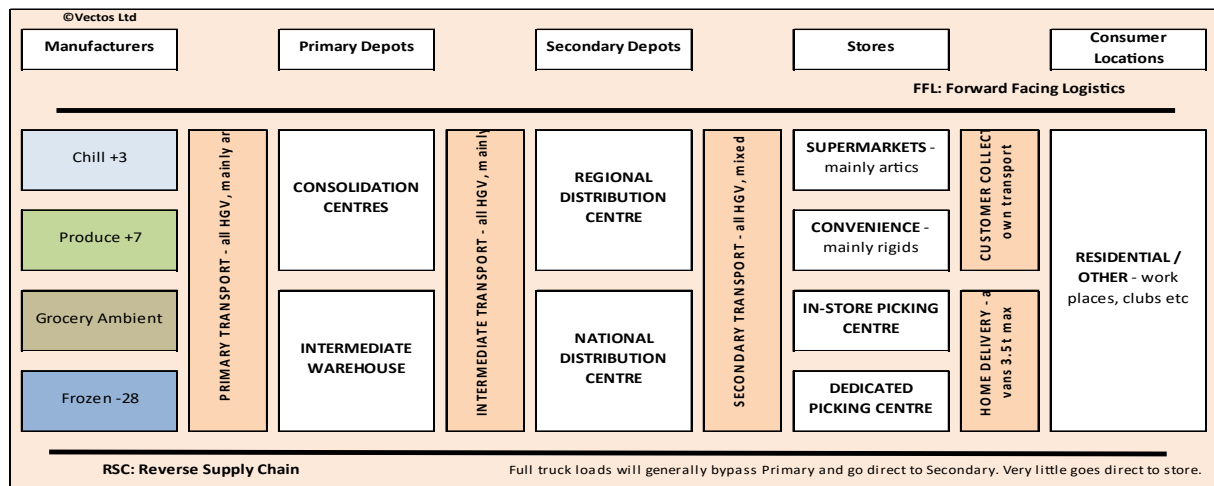 ©Vectos Ltd
Manufacturers
Primary Depots
Secondary Depots
Stores
Consumer
Locations
FFL: Forward Facing Logistics
Chill +3
Produce +7
Grocery Ambient
Frozen -28
PRIMARY TRANSPORT - all HGV, mainly ar
CONSOLIDATION
CENTRES
INTERMEDIATE
WAREHOUSE
INTERMEDIATE TRANSPORT - all HGV, mainly
REGIONAL
DISTRIBUTION
CENTRE
NATIONAL
DISTRIBUTION
CENTRE
SECONDARY TRANSPORT - all HGV, mixed
SUPERMARKETS -
mainly artics
CONVENIENCE -
mainly rigids
IN-STORE PICKING
CENTRE
DEDICATED
PICKING CENTRE
CUSTOMER COLLECT
own transport
HOME DELIVERY - a
vans 3.5t max
RESIDENTIAL /
OTHER - work
places, clubs etc
RSC: Reverse Supply Chain
Full truck loads will generally bypass Primary and go direct to Secondary. Very little goes direct to store.